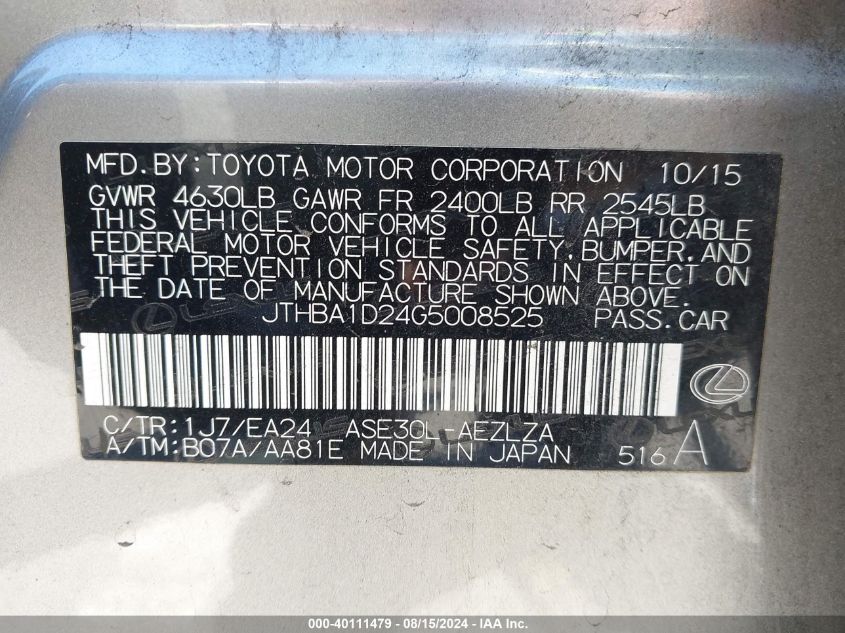 MFD.BY:TOYOTA MOTOR CORPORATION 10/15
GVWR 4630LB GAWR FR 2400LB RR 2545LB
THIS VEHICLE CONFORMS TO ALL APPLICABLE
FEDERAL MOTOR VEHICLE SAFETY,BUMPER,AND
THEFT PREVENTION STANDARDS IN EFFECT ON
THE DATE OF MANUFACTURE SHOWN ABOVE.
JTHBA1D24G5008525 PASS.CAR
C/TR:1J7/EA24 ASE30L-AEZLZA
A/TM:B07A/AA81E MADE IN JAPAN 516 A
000-40111479 - 08/15/2024 - IAA Inc.